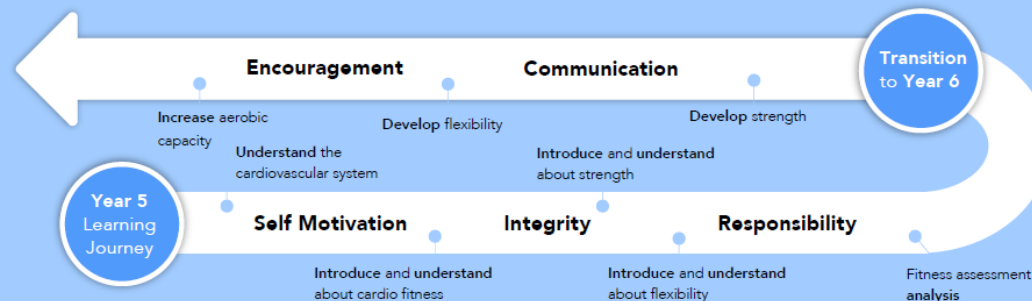 Encouragement
Communication
Transition
to Year 6
Increase aerobic
capacity
Develop flexibility
Develop strength
Understand the
cardiovascular system
Introduce and understand
about strength
Year 5
Learning
Journey
Self Motivation
Integrity
Responsibility
Introduce and understand
about cardio fitness
Introduce and understand
about flexibility
Fitness assessment
analysis